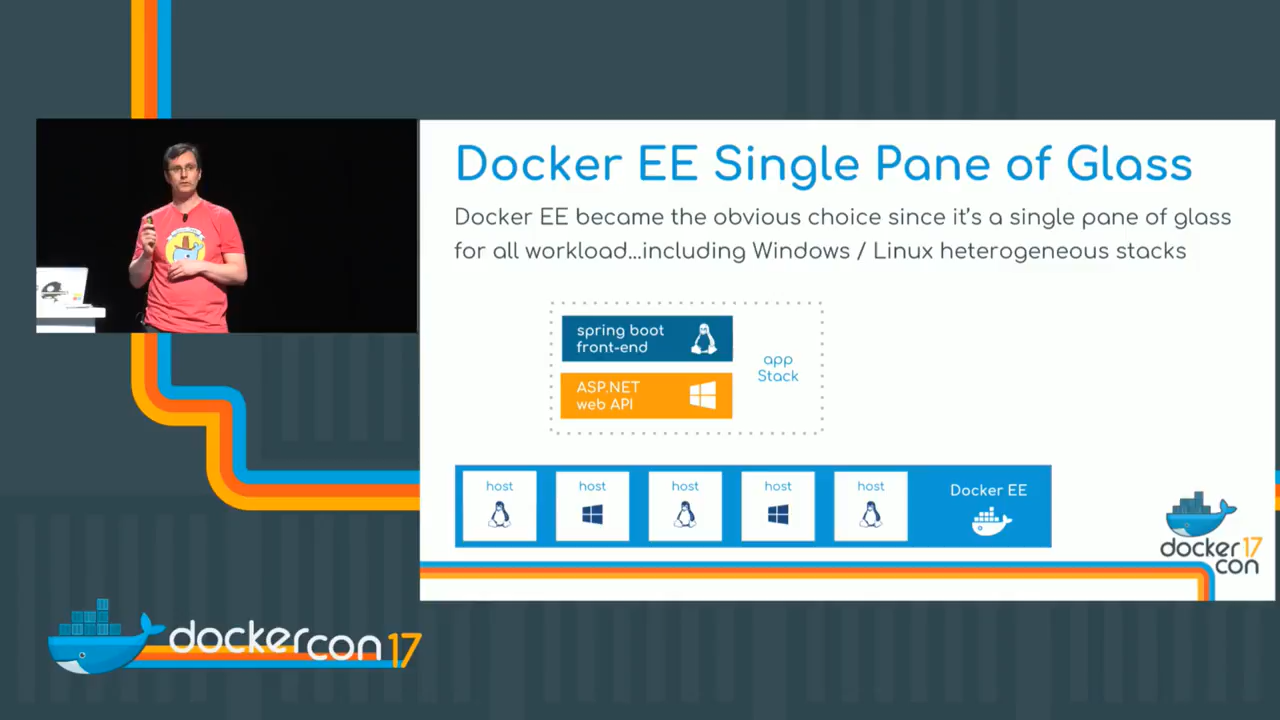 Docker EE Single Pane of Glass
Docker EE became the obvious choice since it's a single pane of glass
for all workload...including Windows / Linux heterogeneous stacks
spring boot
front-end
ASP.NET
web API
app
Stack
host
host
host
host
host
Docker EE
docker 17
con
dockercon 17